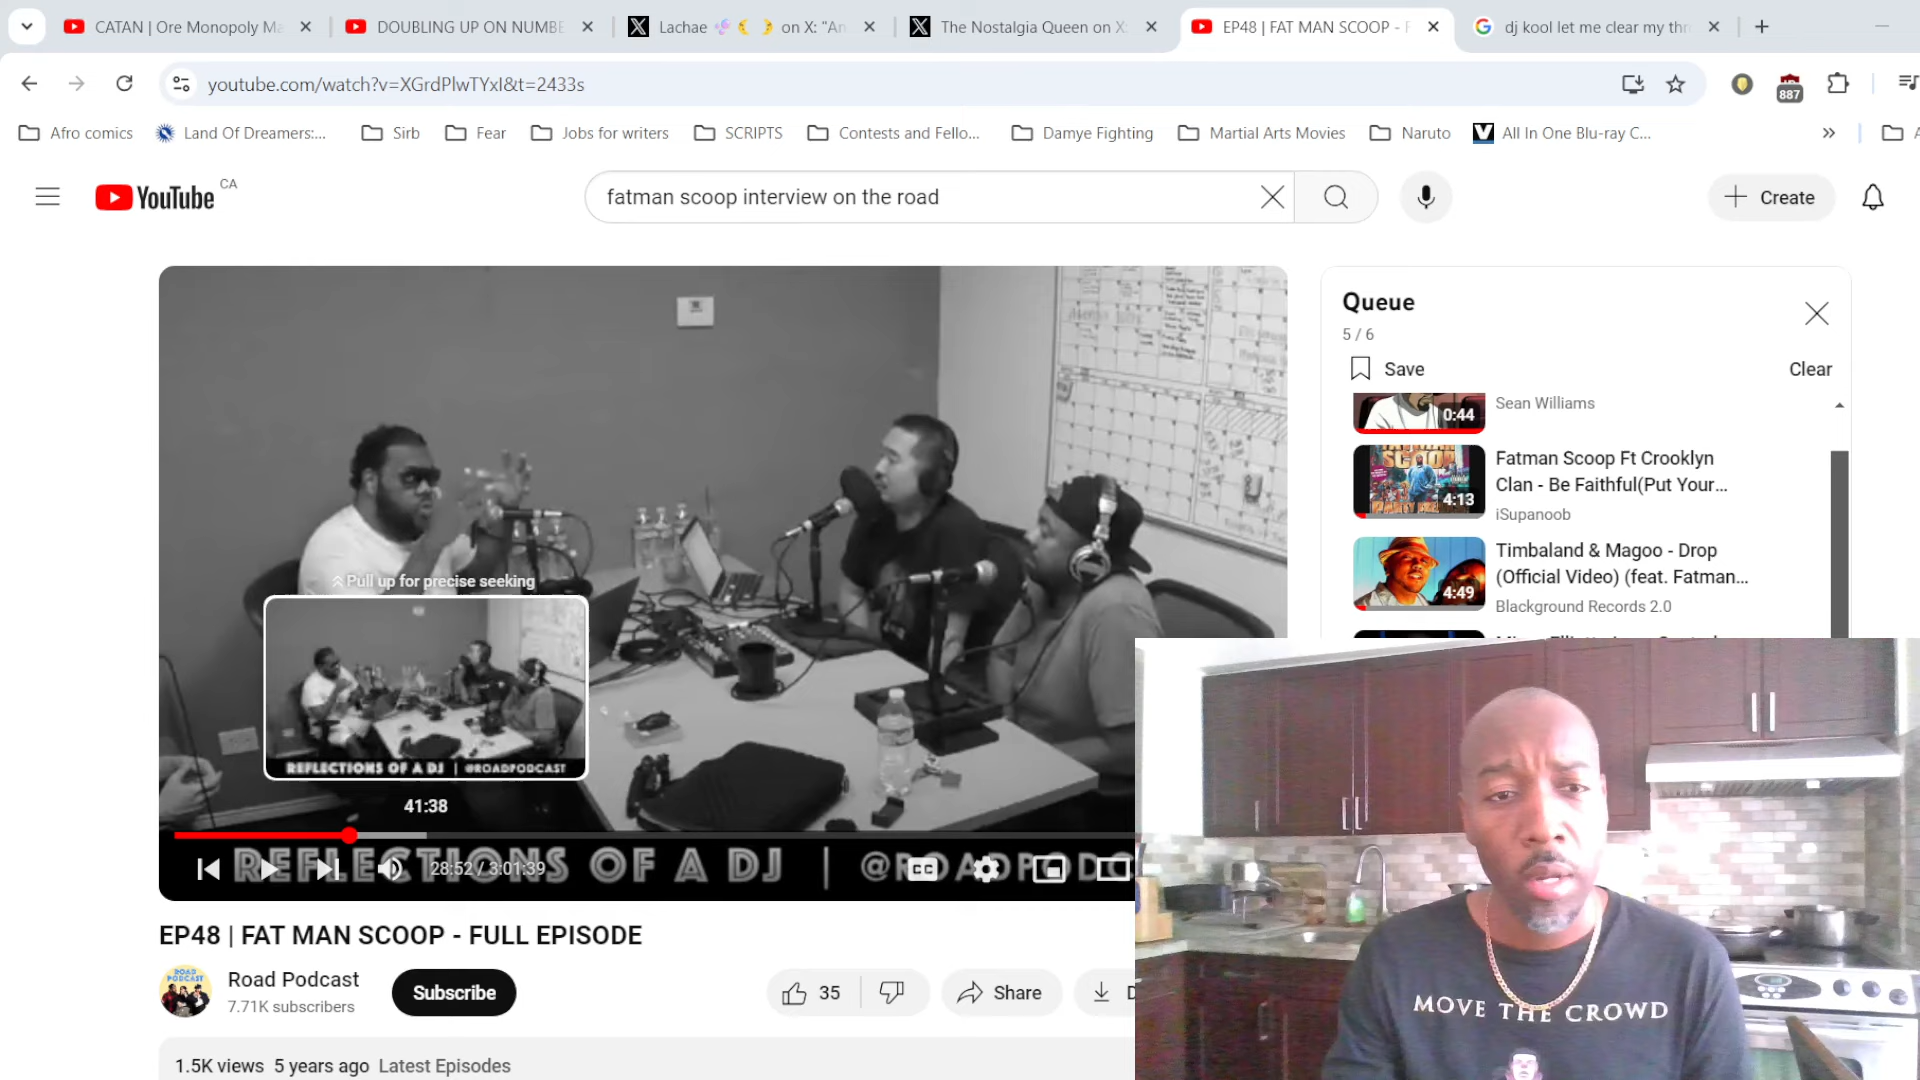 CATAN | Ore Monopoly Ma
DOUBLING UP ON NUMBE
Lachae on X: "An
The Nostalgia Queen on X:
EP48 | FAT MAN SCOOP - F
dj kool let me clear my thr
youtube.com/watch?v=XGrdPlwTYxI&t=2433s
887
Afro comics
Land Of Dreamers:...
Sirb
Fear
Jobs for writers
SCRIPTS
Contests and Fello...
Damye Fighting
Martial Arts Movies
Naruto
All In One Blu-ray C...
YouTube CA
fatman scoop interview on the road
Create
Queue
5 / 6
Save
Clear
0:44
Sean Williams
SCOOP
4:13
Fatman Scoop Ft Crooklyn
Clan - Be Faithful(Put Your...
iSupanoob
4:49
Timbaland & Magoo - Drop
(Official Video) (feat. Fatman...
Blackground Records 2.0
Pull up for precise seeking
REFLECTIONS OF A DJ | @ROADPODCAST
41:38
28:52 / 3:01:39
REFLECTIONS OF A DJ | @ROADPODC
CC
EP48 | FAT MAN SCOOP - FULL EPISODE
ROAD PODCAST
Road Podcast
7.71K subscribers
Subscribe
35
Share
D
1.5K views 5 years ago Latest Episodes
MOVE THE CROWD